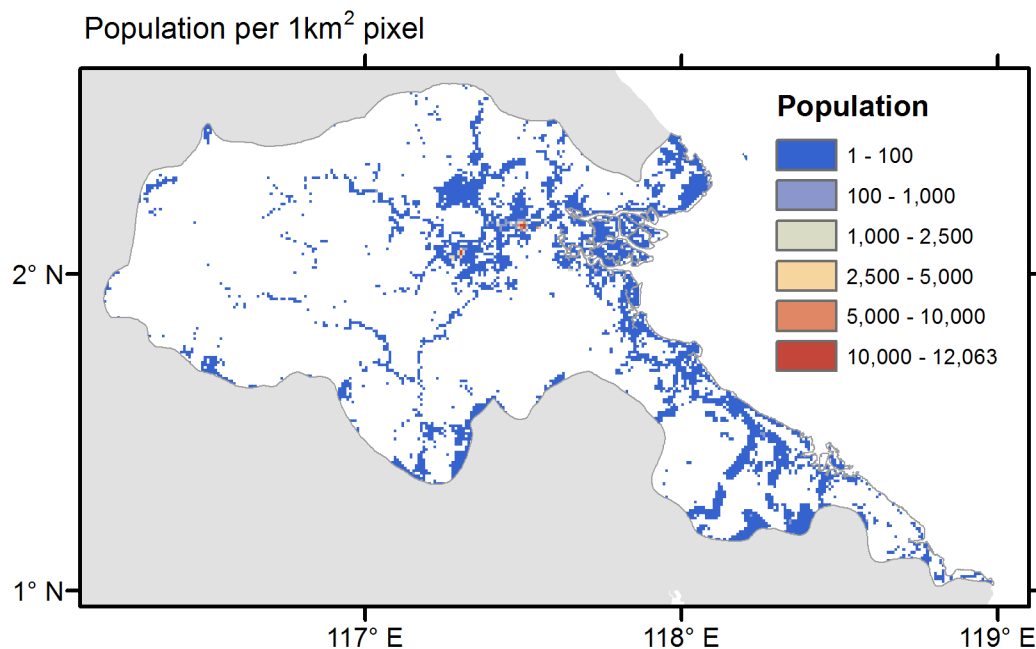 Population per 1km² pixel
Population
1 - 100
100 - 1,000
1,000 - 2,500
2,500 - 5,000
5,000 - 10,000
10,000 - 12,063
2° N
1° N
117° E
118° E
119° E